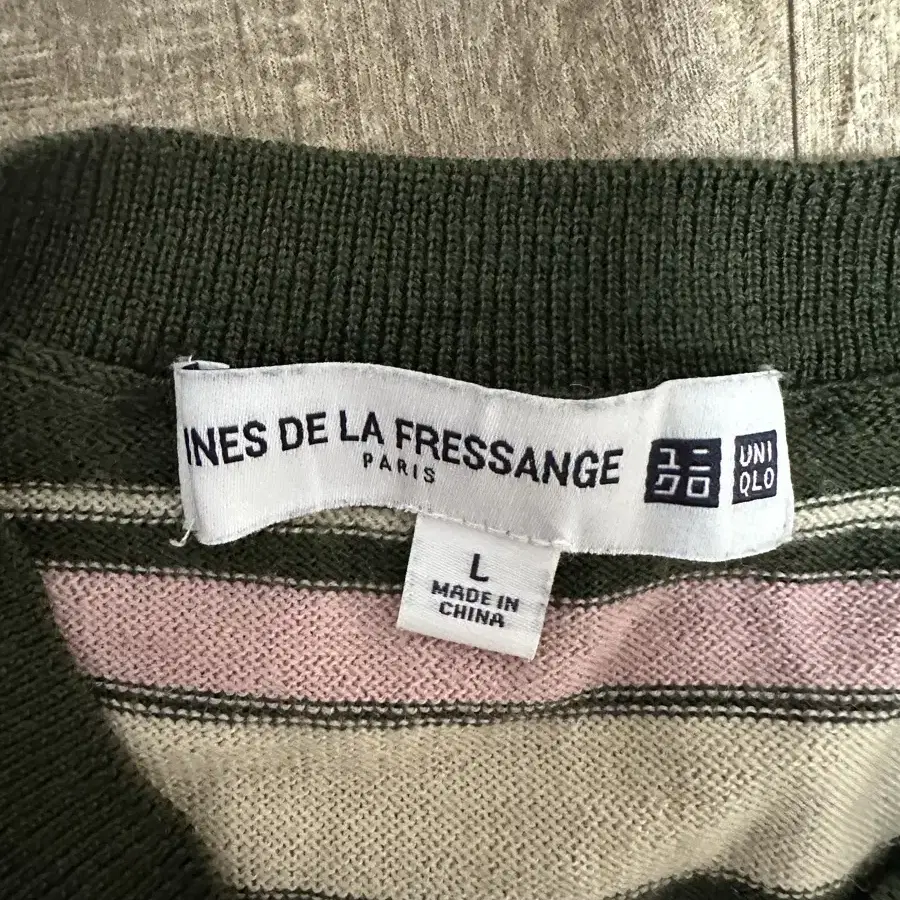 INES DE LA FRESSANGE
PARIS
ユニ
クロ
UNI
QLO
L
MADE IN
CHINA